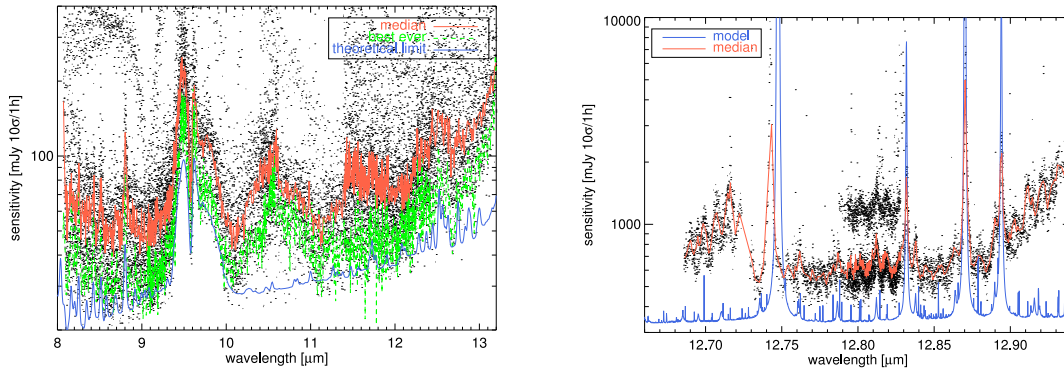 median
best ever
theoretical limit
100
sensitivity [mJy 10σ/1h]
8 9 10 11 12 13
wavelength [μm]
10000
model
median
1000
sensitivity [mJy 10σ/1h]
12.70 12.75 12.80 12.85 12.90
wavelength [μm]